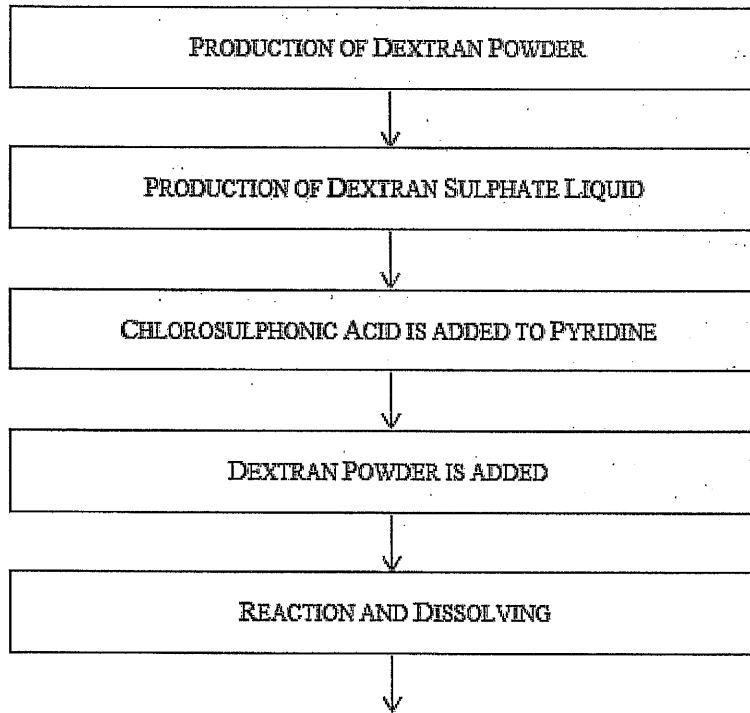 PRODUCTION OF DEXTRAN POWDER
PRODUCTION OF DEXTRAN SULPHATE LIQUID
CHLOROSULPHONIC ACID IS ADDED TO PYRIDINE
DEXTRAN POWDER IS ADDED
REACTION AND DISSOLVING